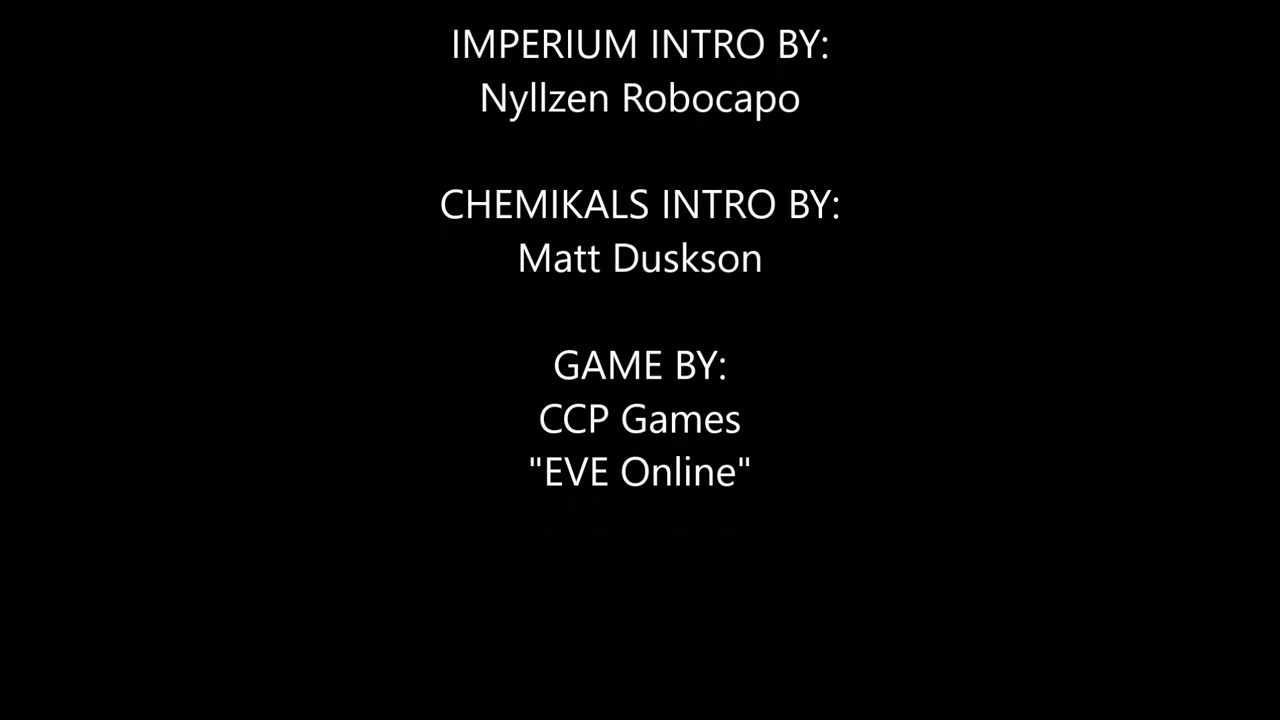 IMPERIUM INTRO BY:
Nyllzen Robocapo
CHEMIKALS INTRO BY:
Matt Duskson
GAME BY:
CCP Games
"EVE Online"